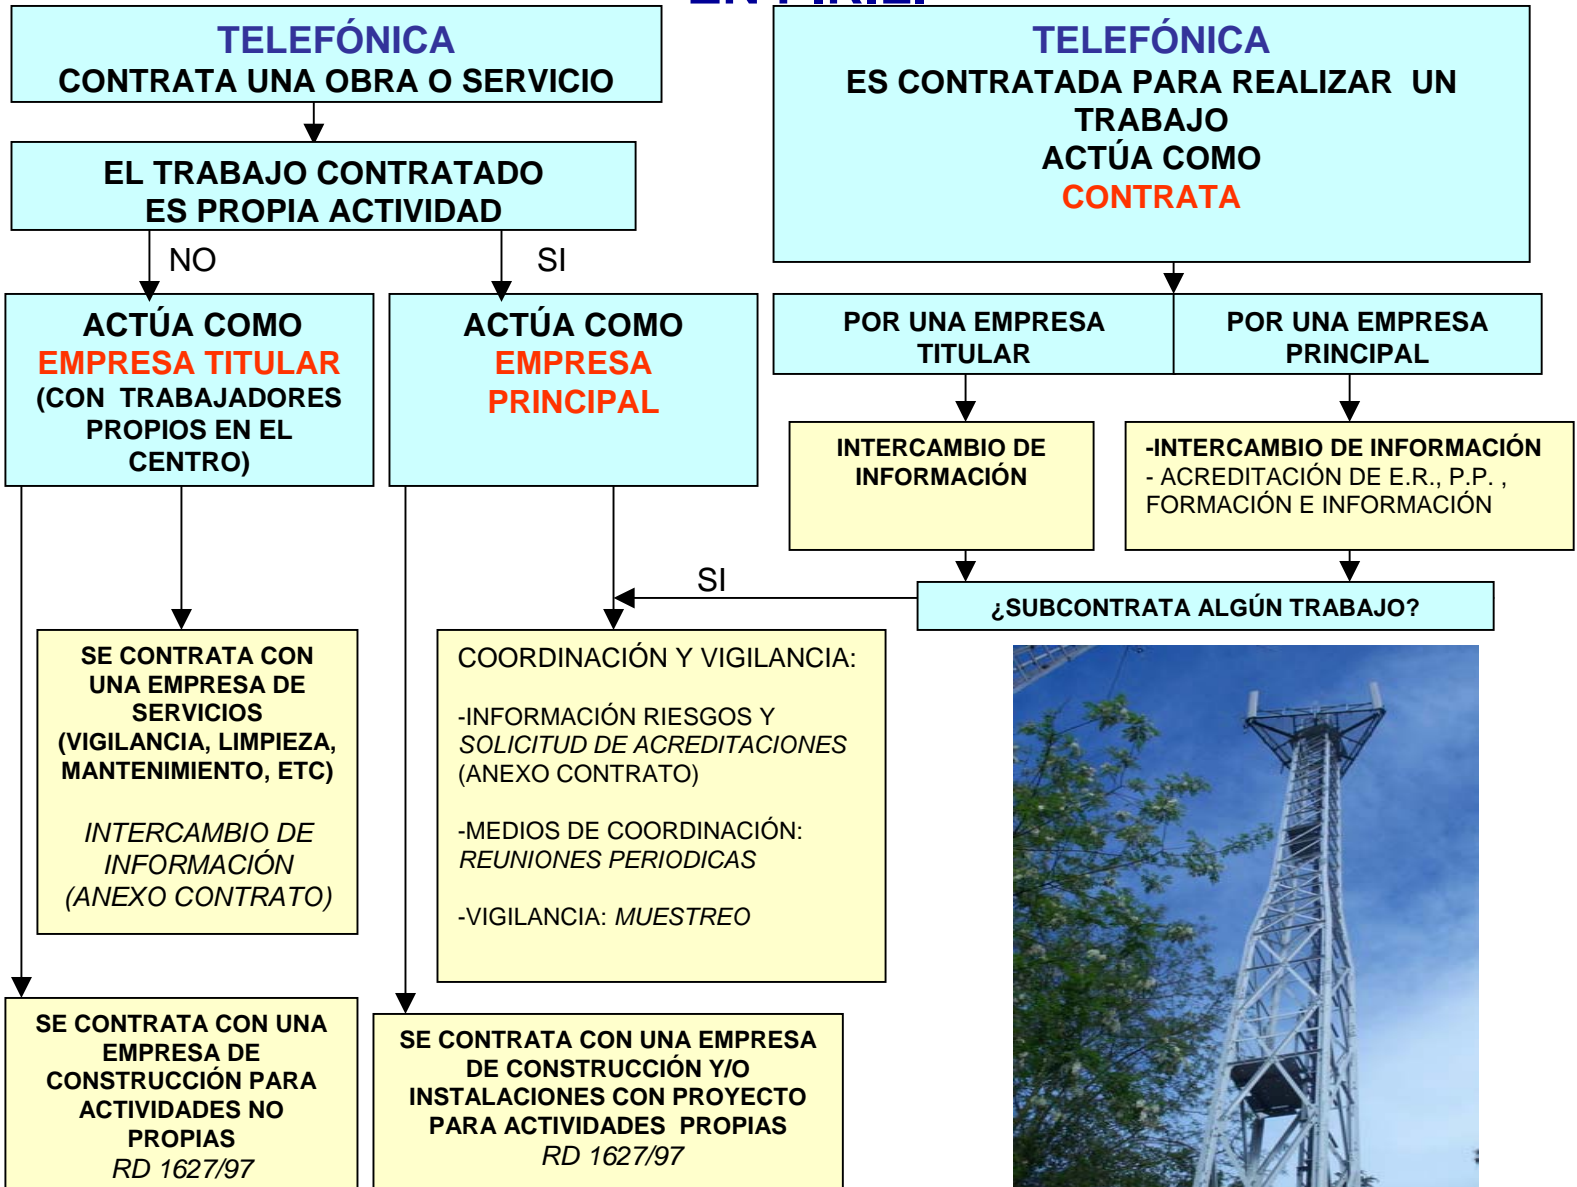 TELEFÓNICA
CONTRATA UNA OBRA O SERVICIO
EL TRABAJO CONTRATADO
ES PROPIA ACTIVIDAD
NO
SI
ACTÚA COMO
EMPRESA TITULAR
(CON TRABAJADORES
PROPIOS EN EL
CENTRO)
ACTÚA COMO
EMPRESA
PRINCIPAL
SE CONTRATA CON
UNA EMPRESA DE
SERVICIOS
(VIGILANCIA, LIMPIEZA,
MANTENIMIENTO, ETC)
INTERCAMBIO DE
INFORMACIÓN
(ANEXO CONTRATO)
COORDINACIÓN Y VIGILANCIA:
-INFORMACIÓN RIESGOS Y
SOLICITUD DE ACREDITACIONES
(ANEXO CONTRATO)
-MEDIOS DE COORDINACIÓN:
REUNIONES PERIODICAS
-VIGILANCIA: MUESTREO
SE CONTRATA CON UNA
EMPRESA DE
CONSTRUCCIÓN PARA
ACTIVIDADES NO
PROPIAS
RD 1627/97
SE CONTRATA CON UNA EMPRESA
DE CONSTRUCCIÓN Y/O
INSTALACIONES CON PROYECTO
PARA ACTIVIDADES PROPIAS
RD 1627/97
TELEFÓNICA
ES CONTRATADA PARA REALIZAR UN
TRABAJO
ACTÚA COMO
CONTRATA
POR UNA EMPRESA
TITULAR
POR UNA EMPRESA
PRINCIPAL
INTERCAMBIO DE
INFORMACIÓN
-INTERCAMBIO DE INFORMACIÓN
- ACREDITACIÓN DE E.R., P.P. ,
FORMACIÓN E INFORMACIÓN
¿SUBCONTRATA ALGÚN TRABAJO?
SI